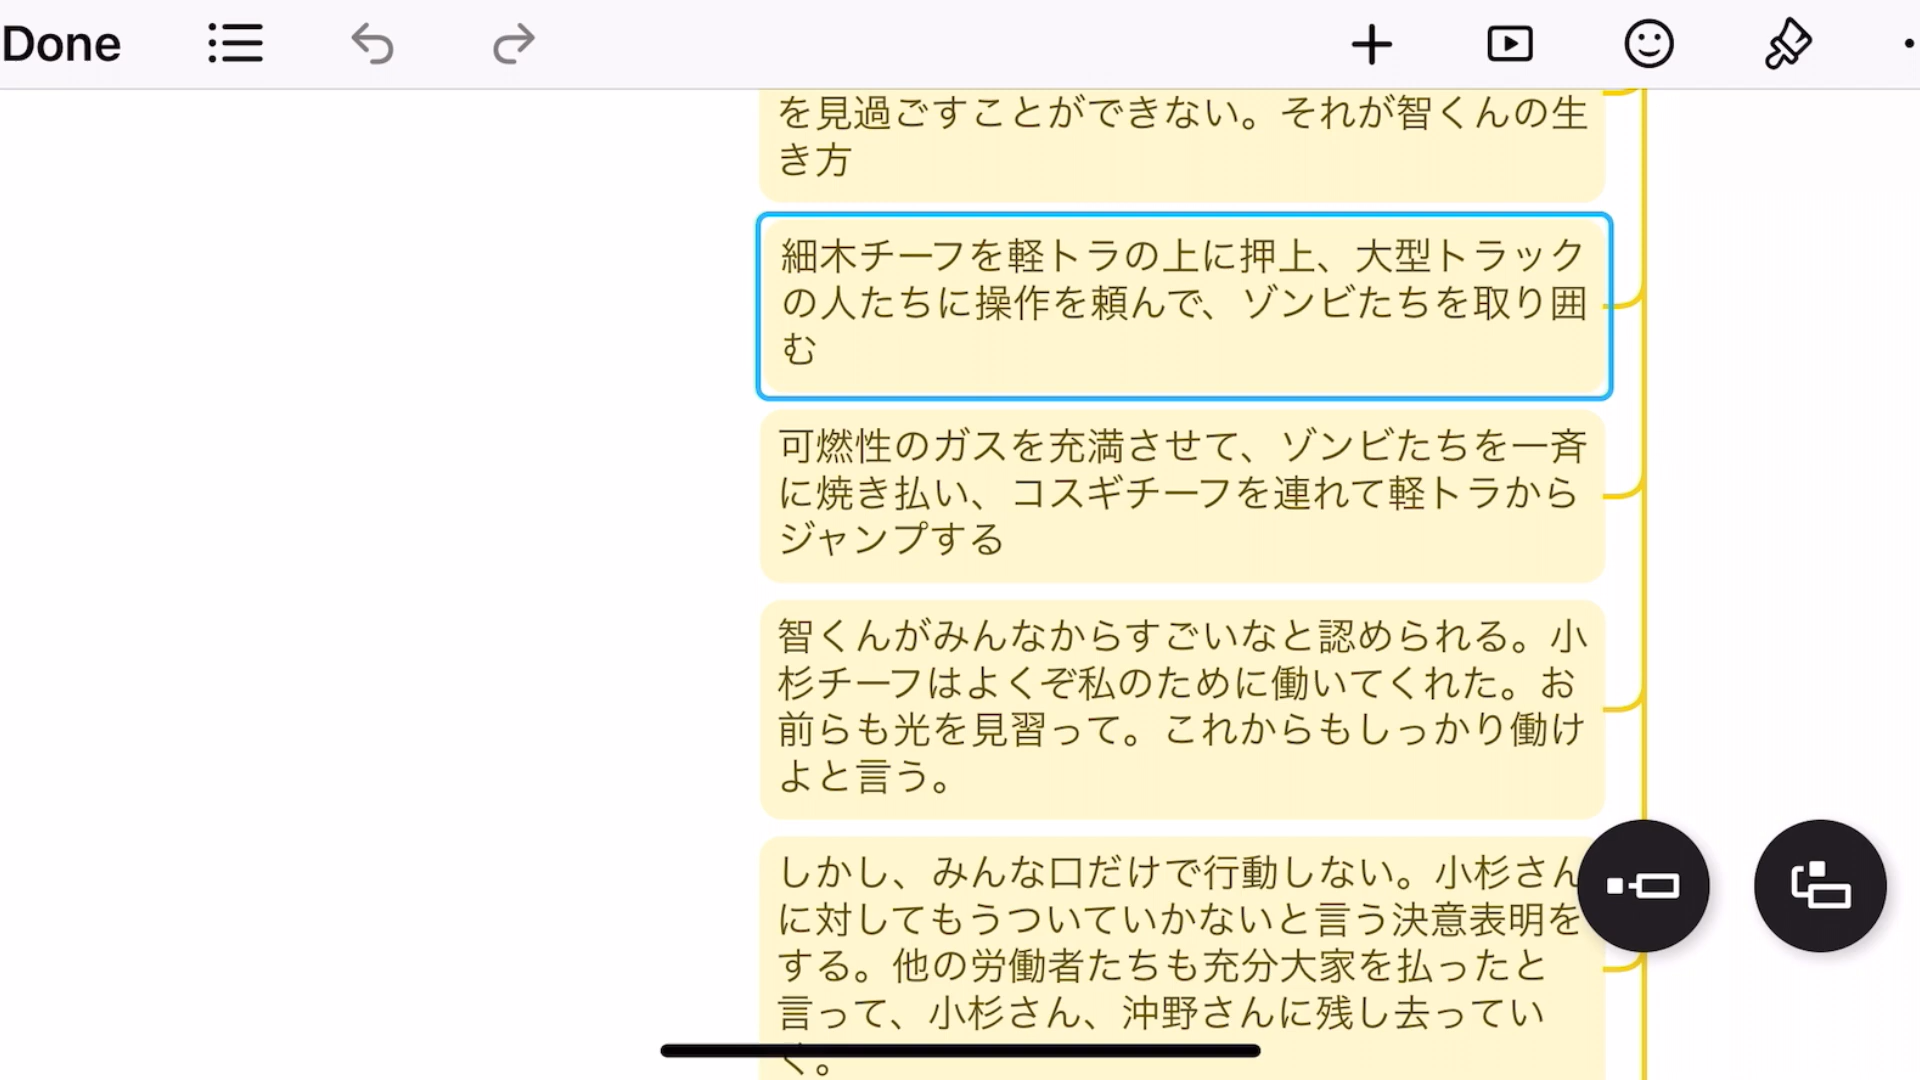 Done
を見過ごすことができない。それが智くんの生
き方
細木チーフを軽トラの上に押上、大型トラック
の人たちに操作を頼んで、ゾンビたちを取り囲
む
可燃性のガスを充満させて、ゾンビたちを一斉
に焼き払い、コスギチーフを連れて軽トラから
ジャンプする
智くんがみんなからすごいなと認められる。小
杉チーフはよくぞ私のために働いてくれた。お
前らも光を見習って。これからもしっかり働け
よと言う。
しかし、みんな口だけで行動しない。小杉さん
に対してもうついていかないと言う決意表明を
する。他の労働者たちも充分大家を払ったと
言って、小杉さん、沖野さんに残し去ってい
く。